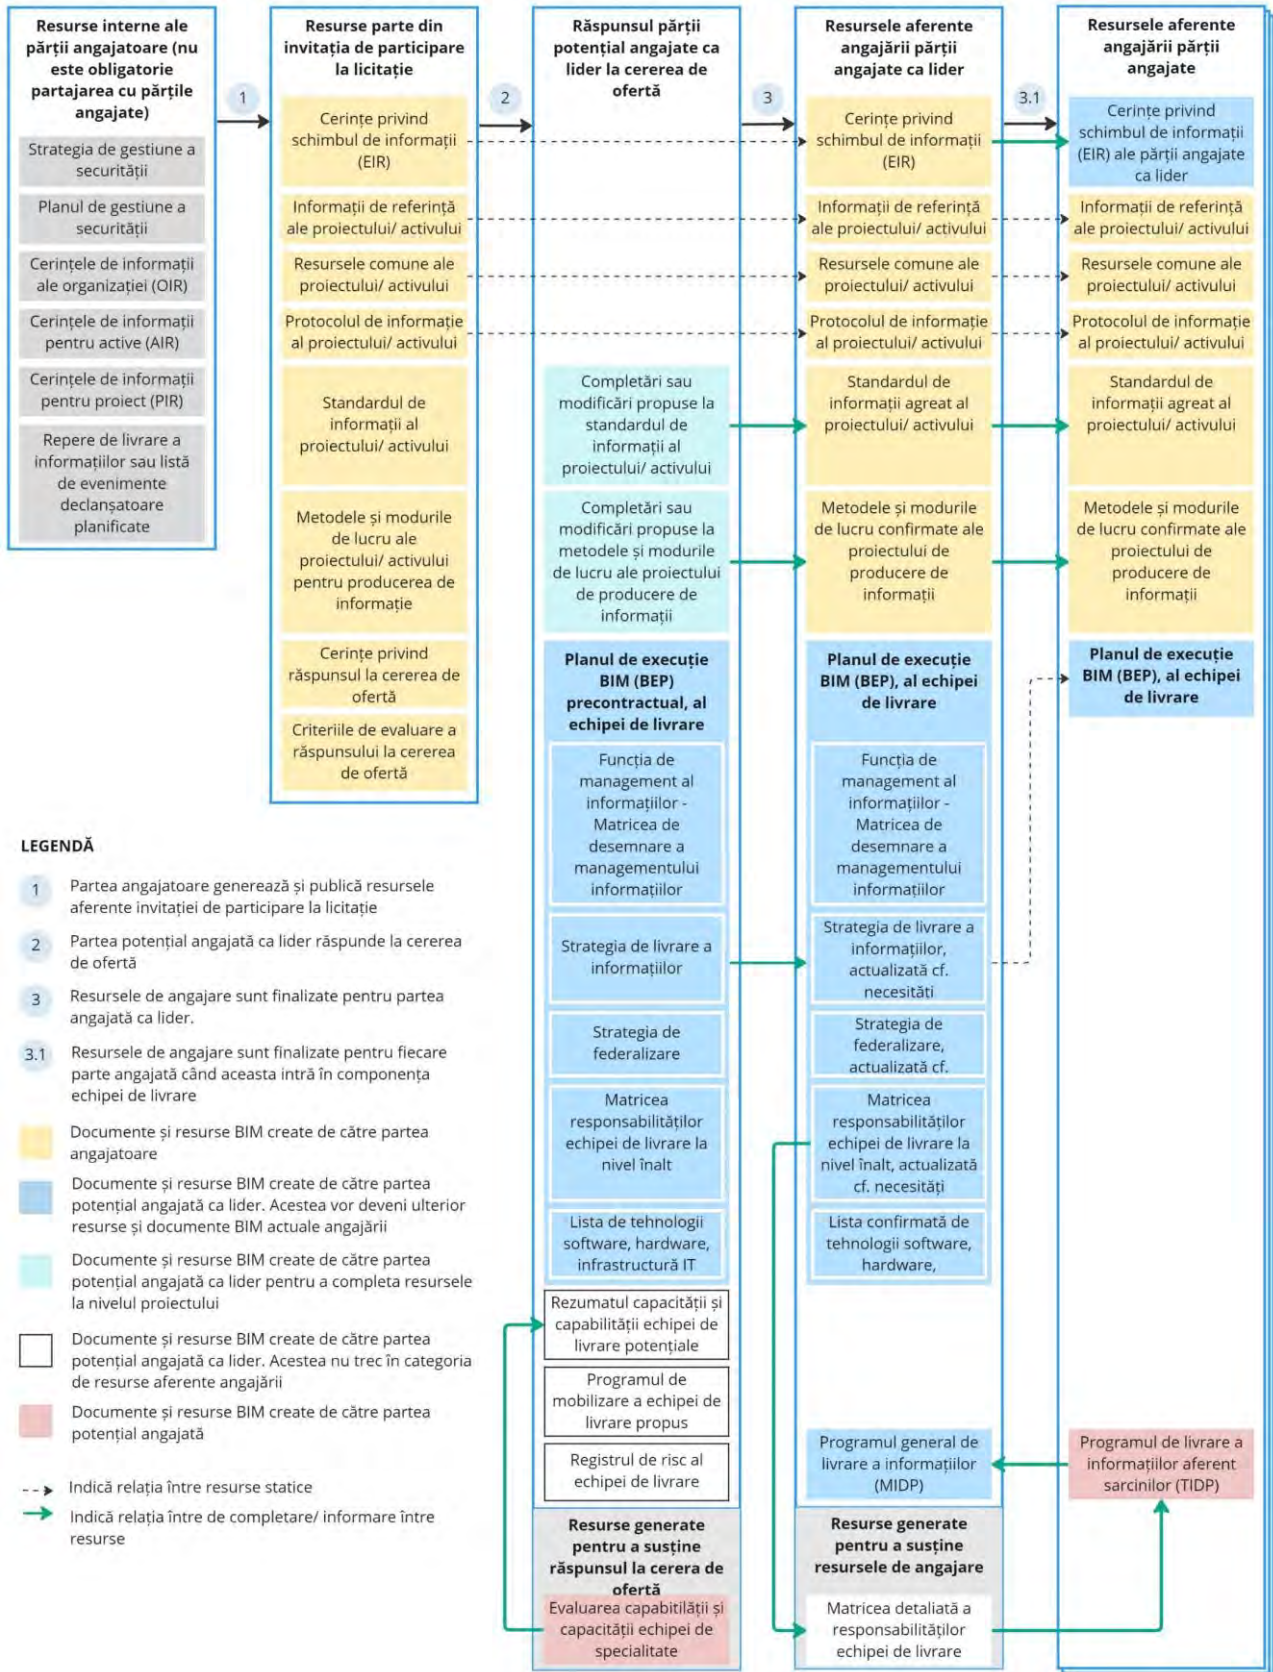 Resurse interne ale
părții angajatoare (nu
este obligatorie
partajarea cu părțile
angajate)
Strategia de gestiune a
securității
Planul de gestiune a
securității
Cerințele de informații
ale organizației (OIR)
Cerințele de informații
pentru active (AIR)
Cerințele de informații
pentru proiect (PIR)
Repere de livrare a
informațiilor sau listă
de evenimente
declanșatoare
planificate
1
Resurse parte din
invitația de participare
la licitație
Cerințe privind
schimbul de informații
(EIR)
Informații de referință
ale proiectului/ activului
Resursele comune ale
proiectului/ activului
Protocolul de informație
al proiectului/ activului
Standardul de
informații al
proiectului/ activului
Metodele și modurile
de lucru ale
proiectului/ activului
pentru producerea de
informație
Cerințe privind
răspunsul la cererea de
ofertă
Criteriile de evaluare a
răspunsului la cererea
de ofertă
2
Răspunsul părții
potențial angajate ca
lider la cererea de
ofertă
Completări sau
modificări propuse la
standardul de
informații al
proiectului/ activului
Completări sau
modificări propuse la
metodele și modurile
de lucru ale proiectului
de producere de
informații
Planul de execuție
BIM (BEP)
precontractual, al
echipei de livrare
Funcția de
management al
informațiilor -
Matricea de
desemnare a
managementului
informațiilor
Strategia de livrare a
informațiilor
Strategia de
federalizare
Matricea
responsabilităților
echipei de livrare la
nivel înalt
Lista de tehnologii
software, hardware,
infrastructură IT
Rezumatul capacității și
capabilității echipei de
livrare potențiale
Programul de
mobilizare a echipei de
livrare propus
Registrul de risc al
echipei de livrare
Resurse generate
pentru a susține
răspunsul la cerera de
ofertă
Evaluarea capabitilății și
capacității echipei de
specialitate
3
Resursele aferente
angajării părții
angajate ca lider
Cerințe privind
schimbul de informații
(EIR)
Informații de referință
ale proiectului/ activului
Resursele comune ale
proiectului/ activului
Protocolul de informație
al proiectului/ activului
Standardul de
informații agreat al
proiectului/ activului
Metodele și modurile
de lucru confirmate ale
proiectului de
producere de
informații
Planul de execuție
BIM (BEP), al echipei
de livrare
Funcția de
management al
informațiilor -
Matricea de
desemnare a
managementului
informațiilor
Strategia de livrare a
informațiilor,
actualizată cf.
necesități
Strategia de
federalizare,
actualizată cf.
Matricea
responsabilităților
echipei de livrare la
nivel înalt, actualizată
cf. necesități
Lista confirmată de
tehnologii software,
hardware,
Programul general de
livrare a informațiilor
(MIDP)
Resurse generate
pentru a susține
resursele de angajare
Matricea detaliată a
responsabilităților
echipei de livrare
3.1
Resursele aferente
angajării părții
angajate
Cerințe privind
schimbul de informații
(EIR) ale părții angajate
ca lider
Informații de referință
ale proiectului/ activului
Resursele comune ale
proiectului/ activului
Protocolul de informație
al proiectului/ activului
Standardul de
informații agreat al
proiectului/ activului
Metodele și modurile
de lucru confirmate ale
proiectului de
producere de
informații
Planul de execuție
BIM (BEP), al echipei
de livrare
Programul de livrare a
informațiilor aferent
sarcinilor (TIDP)
LEGENDĂ
1 Partea angajatoare generează și publică resursele
aferente invitației de participare la licitație
2 Partea potențial angajată ca lider răspunde la cererea
de ofertă
3 Resursele de angajare sunt finalizate pentru partea
angajată ca lider.
3.1 Resursele de angajare sunt finalizate pentru fiecare
parte angajată când aceasta intră în componența
echipei de livrare
Documente și resurse BIM create de către partea
angajatoare
Documente și resurse BIM create de către partea
potențial angajată ca lider. Acestea vor deveni ulterior
resurse și documente BIM actuale angajării
Documente și resurse BIM create de către partea
potențial angajată ca lider pentru a completa resursele
la nivelul proiectului
Documente și resurse BIM create de către partea
potențial angajată ca lider. Acestea nu trec în categoria
de resurse aferente angajării
Documente și resurse BIM create de către partea
potențial angajată
Indică relația între resurse statice
Indică relația între de completare/ informare între
resurse